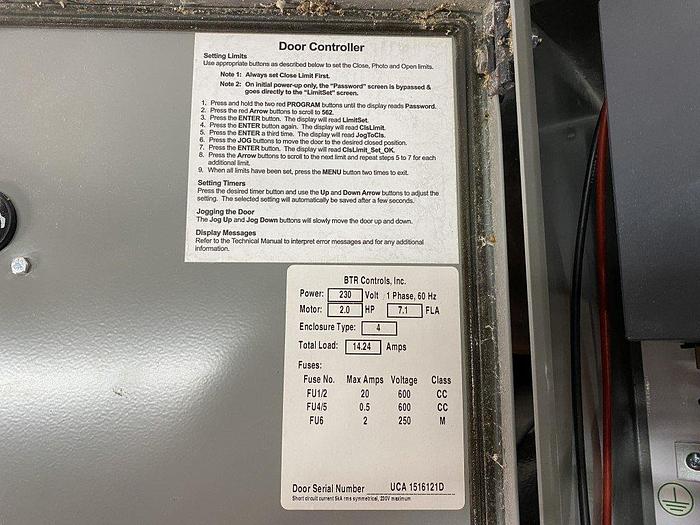 Door Controller
Setting Limits
Use appropriate buttons as described below to set the Close, Photo and Open limits.
Note 1: Always set Close Limit First.
Note 2: On initial power-up only, the "Password" screen is bypassed &
goes directly to the "LimitSet" screen.
1. Press and hold the two red PROGRAM buttons until the display reads Password.
2. Press the red Arrow buttons to scroll to 562.
3. Press the ENTER button. The display will read LimitSet.
4. Press the ENTER button again. The display will read ClsLimit.
5. Press the ENTER a third time. The display will read JogToCls.
6. Press the JOG buttons to move the door to the desired closed position.
7. Press the ENTER button. The display will read ClsLimit_Set_OK.
8. Press the Arrow buttons to scroll to the next limit and repeat steps 5 to 7 for each
additional limit.
9. When all limits have been set, press the MENU button two times to exit.
Setting Timers
Press the desired timer button and use the Up and Down Arrow buttons to adjust the
setting. The selected setting will automatically be saved after a few seconds.
Jogging the Door
The Jog Up and Jog Down buttons will slowly move the door up and down.
Display Messages
Refer to the Technical Manual to interpret error messages and for any additional
information.
BTR Controls, Inc.
Power: 230 Volt 1 Phase, 60 Hz
Motor: 2.0 HP 7.1 FLA
Enclosure Type: 4
Total Load: 14.24 Amps
Fuses:
Fuse No. Max Amps Voltage Class
FU1/2 20 600 CC
FU4/5 0.5 600 CC
FU6 2 250 M
Door Serial Number UCA 1516121D
Short circuit current 5kA rms symmetrical, 230V maximum